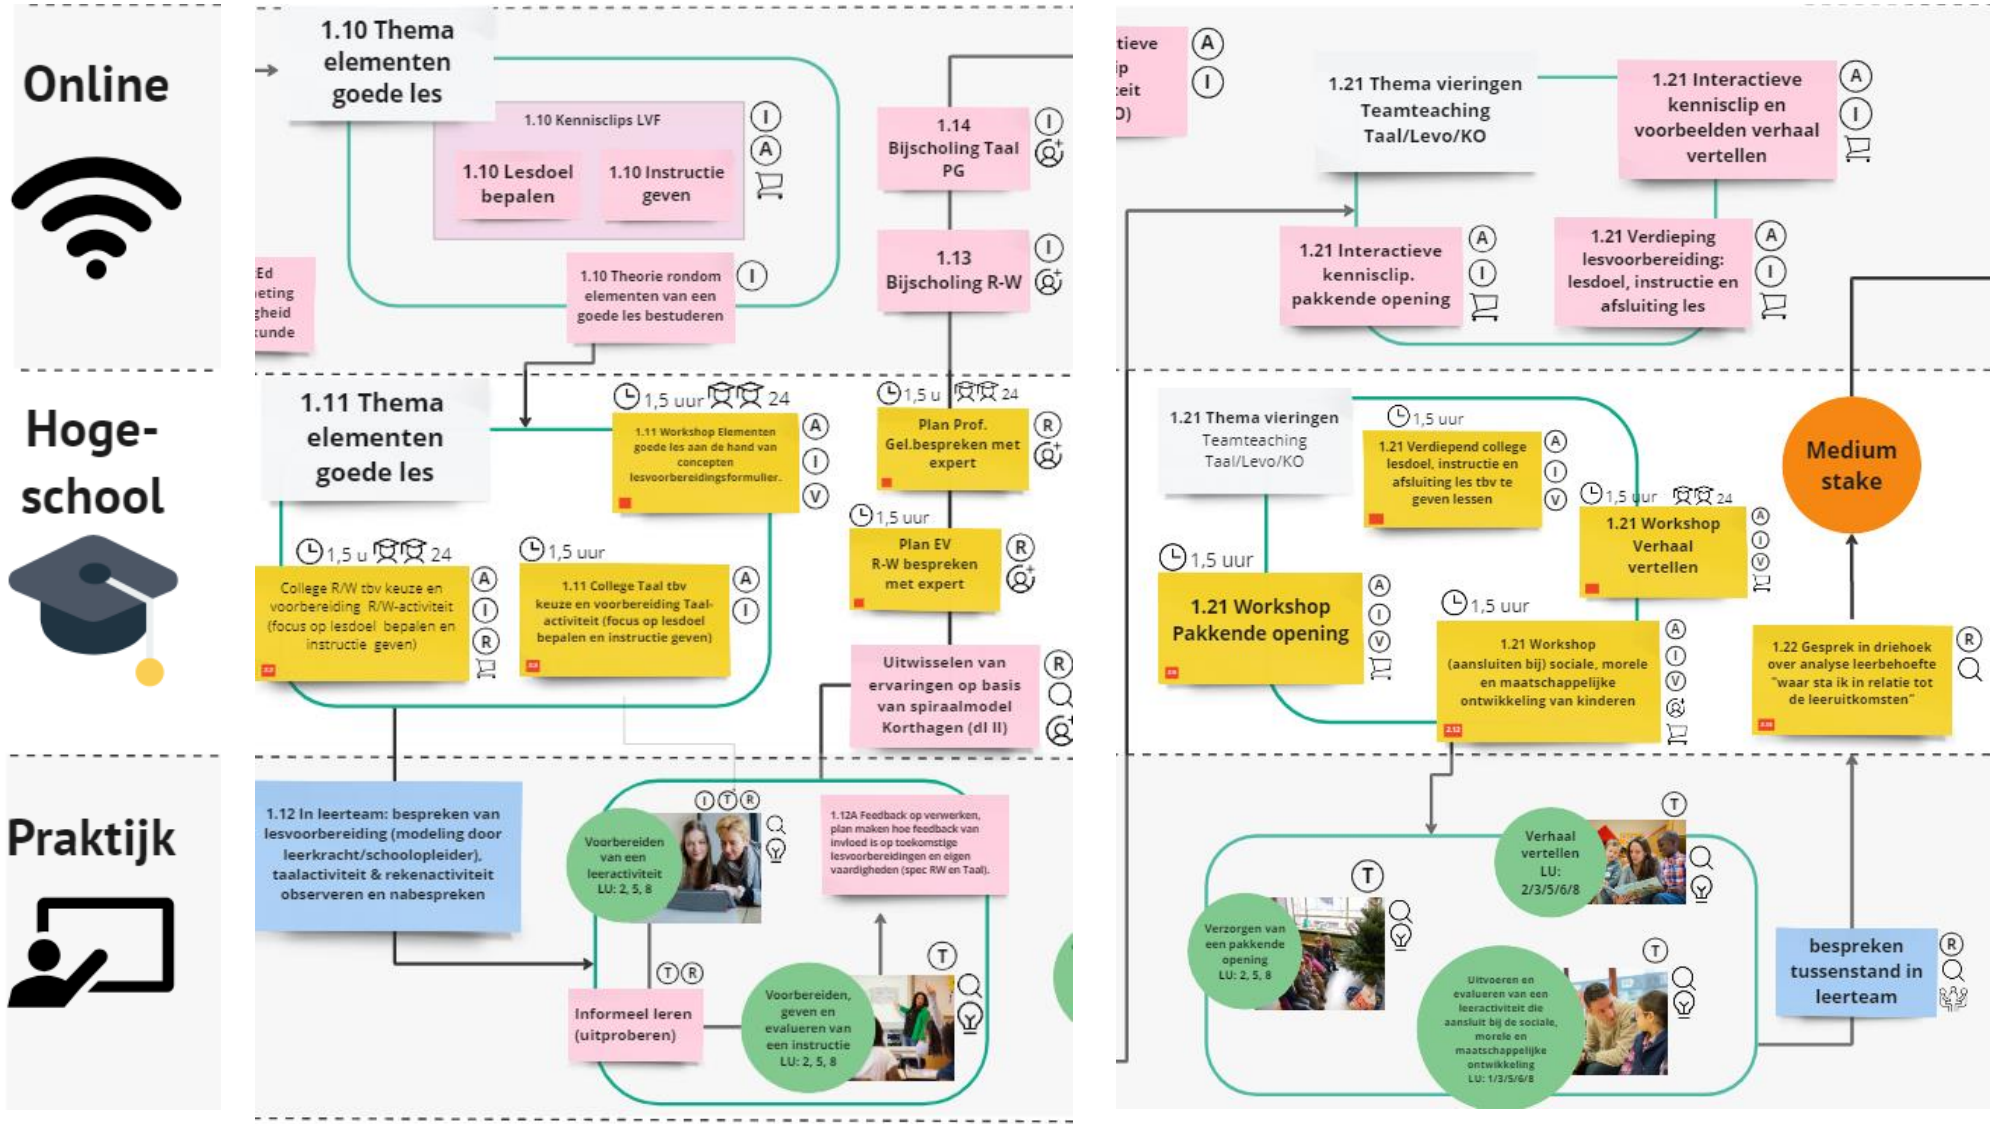 Online
Hoge-
school
Praktijk
1.10 Thema
elementen
goede les
1.10 Kennisclips LVF
1.10 Lesdoel
bepalen
1.10 Instructie
geven
I
A
1.10 Theorie rondom
elementen van een
goede les bestuderen
I
Ed
eting
gheid
kunde
1.14
Bijscholing Taal
PG
I
1.13
Bijscholing R-W
I
1.11 Thema
elementen
goede les
1,5 uur 24
1.11 Workshop Elementen
goede les aan de hand van
concepten
lesvoorbereidingsformulier.
A
I
V
1,5 u 24
College R/W tbv keuze en
voorbereiding R/W-activiteit
(focus op lesdoel bepalen en
instructie geven)
A
I
R
1,5 uur
1.11 College Taal tbv
keuze en voorbereiding Taal-
activiteit (focus op lesdoel
bepalen en instructie geven)
A
I
1,5 u 24
Plan Prof.
Gel.bespreken met
expert
R
1,5 uur
Plan EV
R-W bespreken
met expert
R
Uitwisselen van
ervaringen op basis
van spiraalmodel
Korthagen (dl II)
R
1.12 In leerteam: bespreken van
lesvoorbereiding (modeling door
leerkracht/schoolopleider),
taalactiviteit & rekenactiviteit
observeren en nabespreken
I T R
Voorbereiden
van een
leeractiviteit
LU: 2, 5, 8
1.12A Feedback op verwerken,
plan maken hoe feedback van
invloed is op toekomstige
lesvoorbereidingen en eigen
vaardigheden (spec RW en Taal).
T R
Informeel leren
(uitproberen)
T
Voorbereiden,
geven en
evalueren van
een instructie
LU: 2, 5, 8
tieve
ip
teit
O)
A
I
1.21 Thema vieringen
Teamteaching
Taal/Levo/KO
1.21 Interactieve
kennisclip en
voorbeelden verhaal
vertellen
A
I
1.21 Interactieve
kennisclip.
pakkende opening
A
I
1.21 Verdieping
lesvoorbereiding:
lesdoel, instructie en
afsluiting les
A
I
1.21 Thema vieringen
Teamteaching
Taal/Levo/KO
1,5 uur
1.21 Verdiepend college
lesdoel, instructie en
afsluiting les tbv te
geven lessen
A
I
V
1,5 uur 24
1.21 Workshop
Verhaal
vertellen
A
I
V
1,5 uur
1.21 Workshop
Pakkende opening
A
I
V
1,5 uur
1.21 Workshop
(aansluiten bij) sociale, morele
en maatschappelijke
ontwikkeling van kinderen
A
I
V
Medium
stake
1.22 Gesprek in driehoek
over analyse leerbehoefte
"waar sta ik in relatie tot
de leeruitkomsten"
R
T
Verhaal
vertellen
LU:
2/3/5/6/8
T
Verzorgen van
een pakkende
opening
LU: 2, 5, 8
T
Uitvoeren en
evalueren van een
leeractiviteit die
aansluit bij de sociale,
morele en
maatschappelijke
ontwikkeling
LU: 1/3/5/6/8
bespreken
tussenstand in
leerteam
R